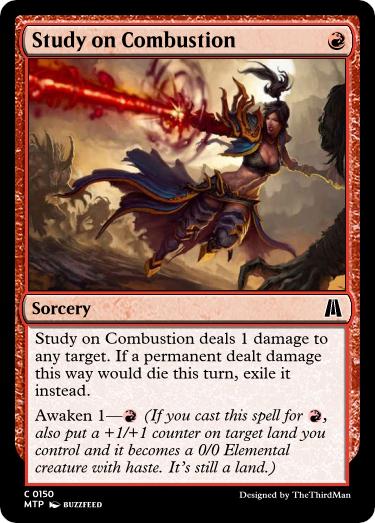 Study on Combustion
Sorcery
Study on Combustion deals 1 damage to
any target. If a permanent dealt damage
this way would die this turn, exile it
instead.
Awaken 1— (If you cast this spell for ,
also put a +1/+1 counter on target land you
control and it becomes a 0/0 Elemental
creature with haste. It's still a land.)
C 0150
MTP BUZZFEED
Designed by TheThirdMan